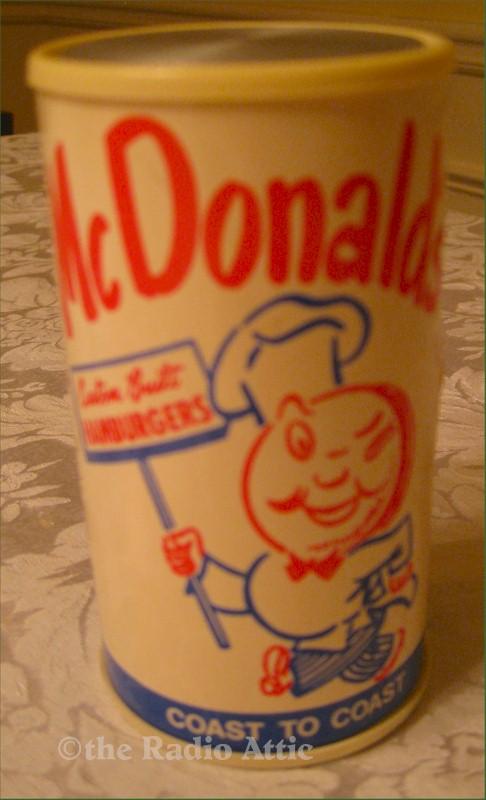 McDonalds
Custom Built
HAMBURGERS
COAST TO COAST
©the Radio Attic